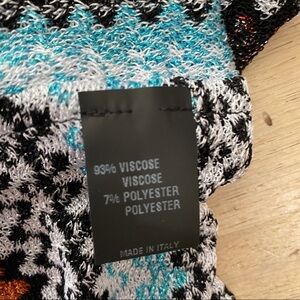 93% VISCOSE
VISCOSE
7% POLYESTER
POLYESTER
MADE IN ITALY